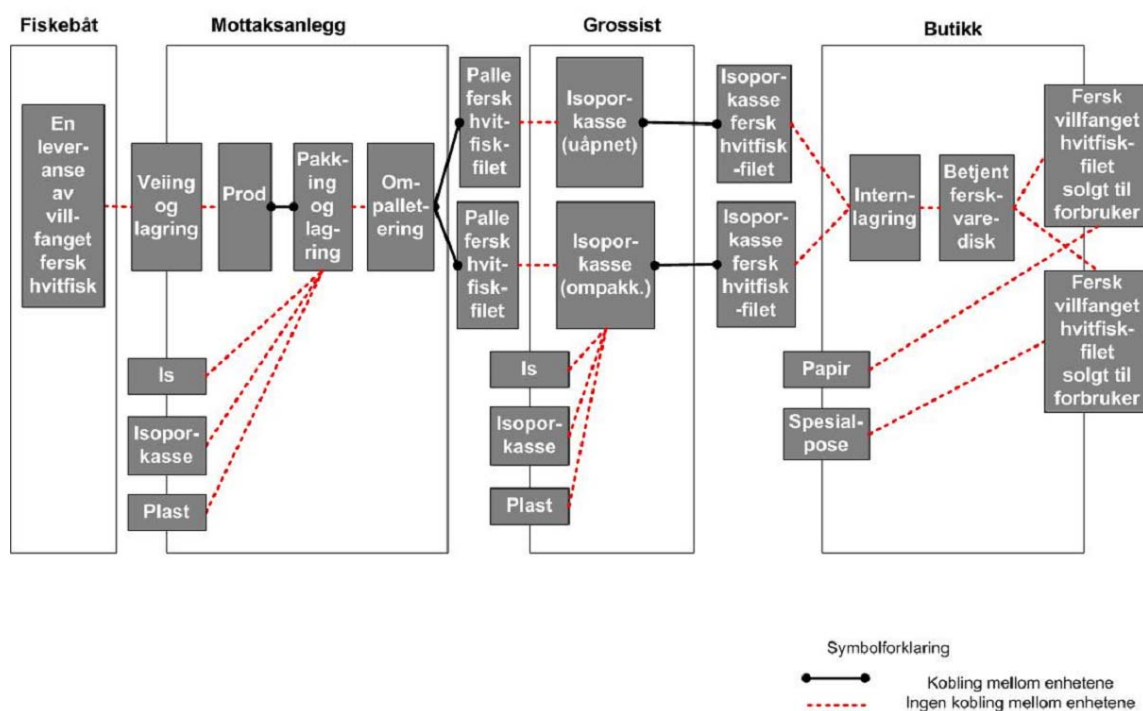 Fiskebåt
Mottaksanlegg
Grossist
Butikk
En
lever-
anse
av
vill-
fanget
fersk
hvitfisk
Veiing
og
lagring
Prod
Pakk-
ing og
lag-
ring
Om-
pallet-
ering
Palle
fersk
hvit-
fisk-
filet
Palle
fersk
hvit-
fisk-
filet
Isopor-
kasse
(uåpnet)
Isopor-
kasse
(ompakk.)
Isopor-
kasse
fersk
hvitfisk
-filet
Isopor-
kasse
fersk
hvitfisk
-filet
Intern-
lagring
Betjent
fersk-
vare-
disk
Fersk
villfanget
hvitfisk-
filet
solgt til
forbruker
Fersk
villfanget
hvitfisk-
filet
solgt til
forbruker
Is
Isopor-
kasse
Plast
Is
Isopor-
kasse
Plast
Papir
Spesial-
pose
Symbolforklaring
Kobling mellom enhetene
Ingen kobling mellom enhetene